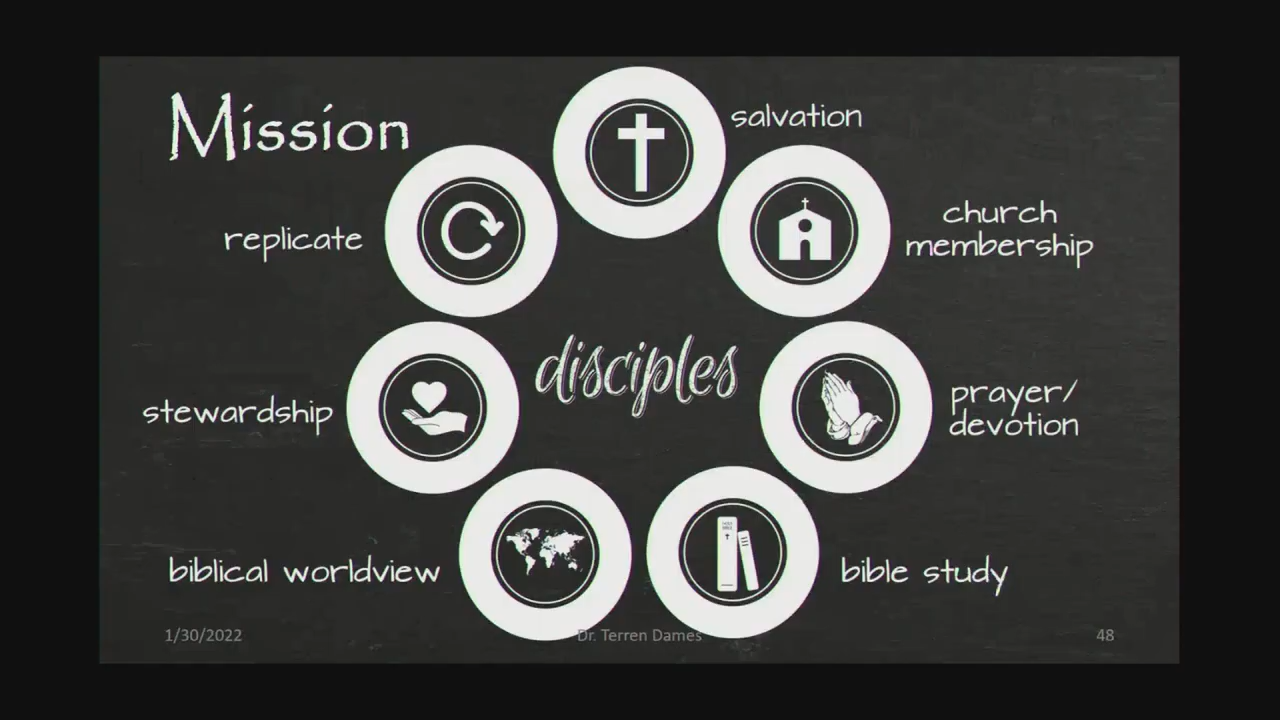 Mission
salvation
church
membership
replicate
disciples
prayer/
devotion
stewardship
biblical worldview
bible study
1/30/2022
Dr. Terren Dames
48